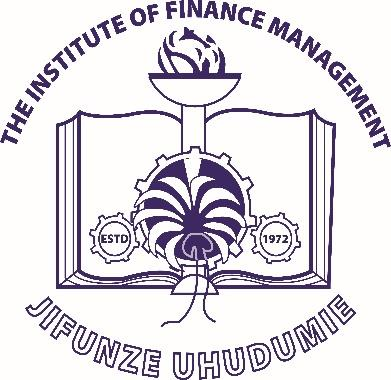 THE INSTITUTE OF FINANCE MANAGEMENT
ESTD
1972
JIFUNZE UHUDUMIE